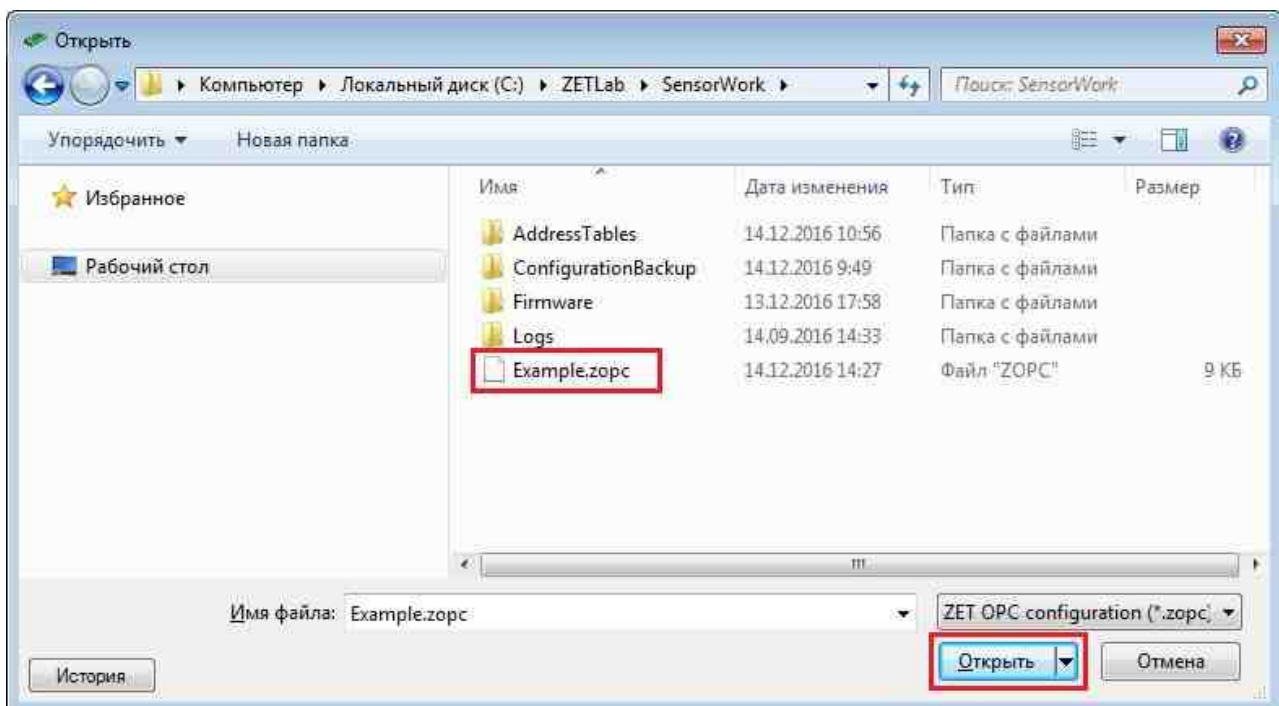 Открыть
Компьютер Локальный диск (C:) ZETLab SensorWork Поиск: SensorWork
Упорядочить Новая папка
Избранное
Рабочий стол
Имя Дата изменения Тип Размер
AddressTables 14.12.2016 10:56 Папка с файлами
ConfigurationBackup 14.12.2016 9:49 Папка с файлами
Firmware 13.12.2016 17:58 Папка с файлами
Logs 14.09.2016 14:33 Папка с файлами
Example.zopc 14.12.2016 14:27 Файл "ZOPC" 9 КБ
Имя файла: Example.zopc ZET OPC configuration (*.zopc)
Открыть Отмена
История